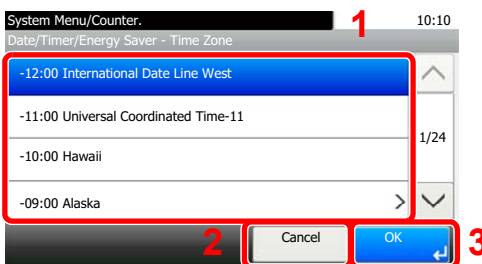 System Menu/Counter.
1
10:10
Date/Timer/Energy Saver - Time Zone
-12:00 International Date Line West
-11:00 Universal Coordinated Time-11
1/24
-10:00 Hawaii
-09:00 Alaska
2
Cancel
OK
3